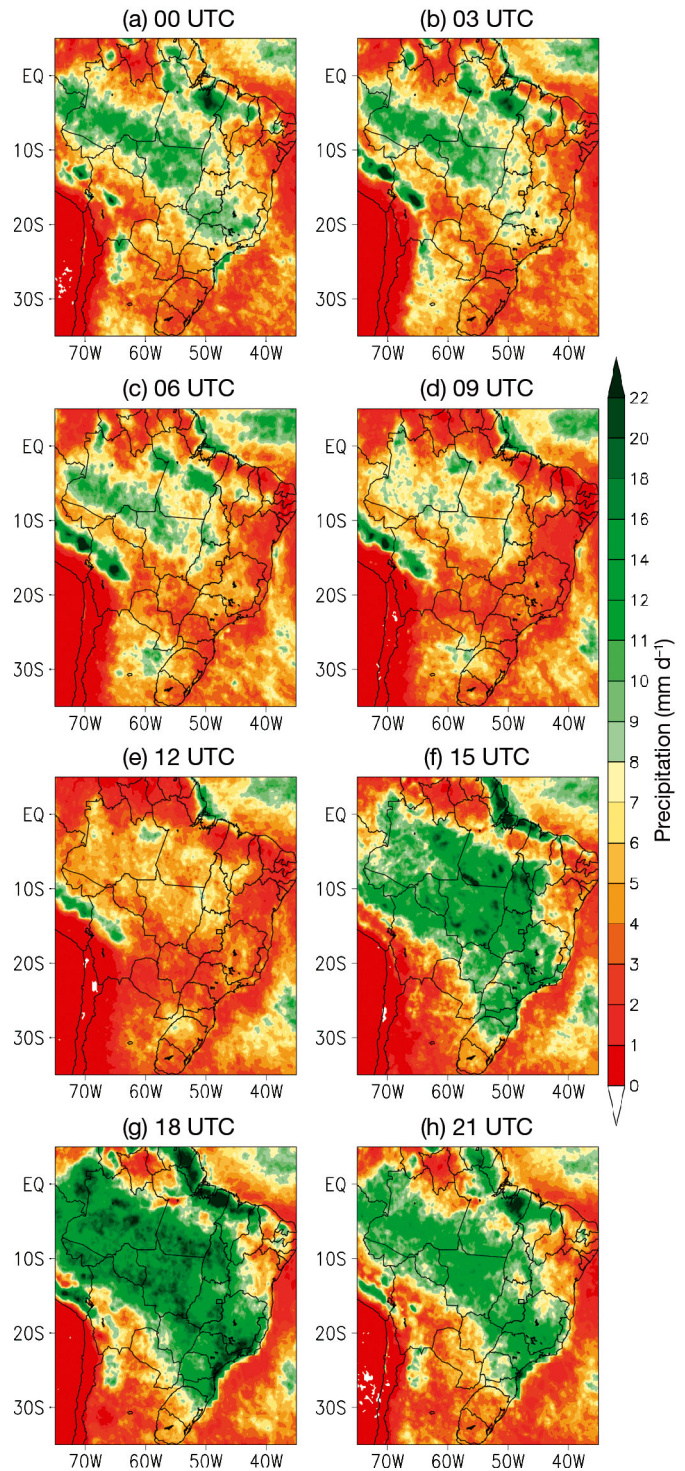 (a) 00 UTC
(b) 03 UTC
EQ
10S
20S
30S
70W 60W 50W 40W
EQ
10S
20S
30S
70W 60W 50W 40W
(c) 06 UTC
(d) 09 UTC
EQ
10S
20S
30S
70W 60W 50W 40W
EQ
10S
20S
30S
70W 60W 50W 40W
(e) 12 UTC
(f) 15 UTC
EQ
10S
20S
30S
70W 60W 50W 40W
EQ
10S
20S
30S
70W 60W 50W 40W
(g) 18 UTC
(h) 21 UTC
EQ
10S
20S
30S
70W 60W 50W 40W
EQ
10S
20S
30S
70W 60W 50W 40W
22
20
18
16
14
12
11
10
9
8
7
6
5
4
3
2
1
0
Precipitation (mm d⁻¹)